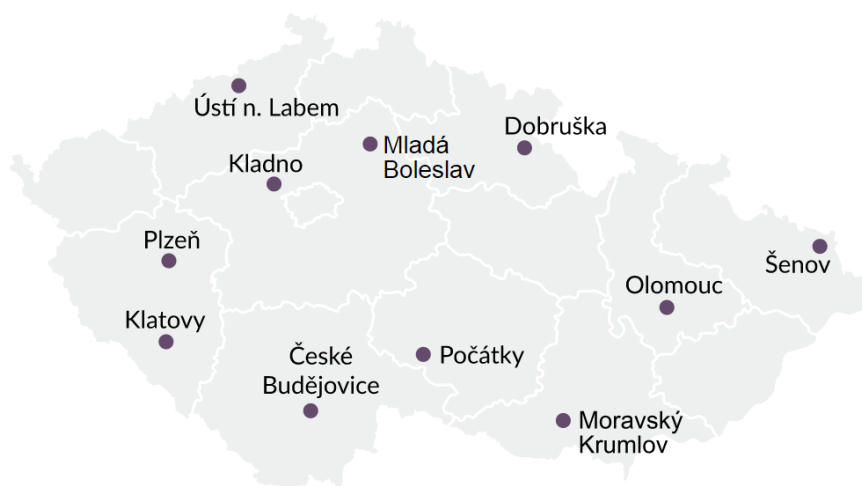 Ústí n. Labem
Dobruška
Mladá
Boleslav
Kladno
Plzeň
Šenov
Olomouc
Klatovy
České
Budějovice
Počátky
Moravský
Krumlov